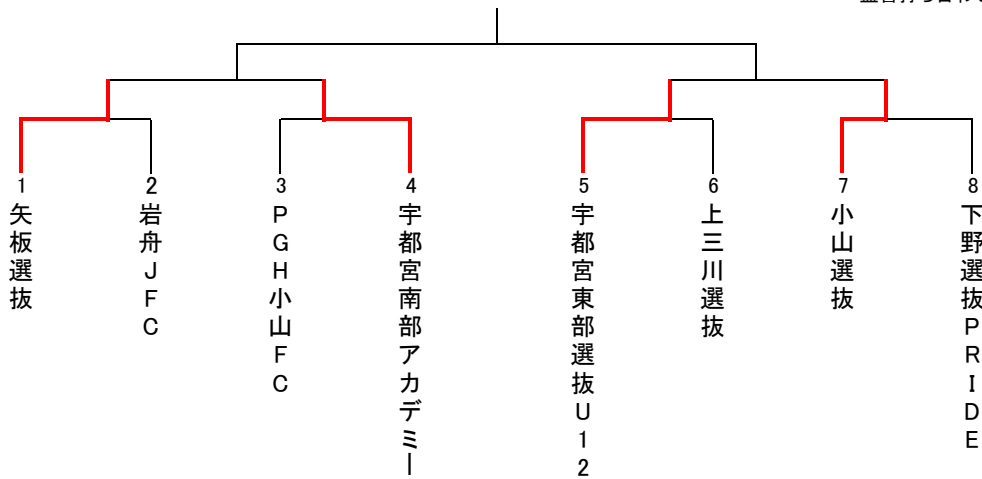 1
矢板選抜
2
岩舟JFC
3
PGH小山FC
4
宇都宮南部アカデミー
5
宇都宮東部選抜U12
6
上三川選抜
7
小山選抜
8
下野選抜PRIDE